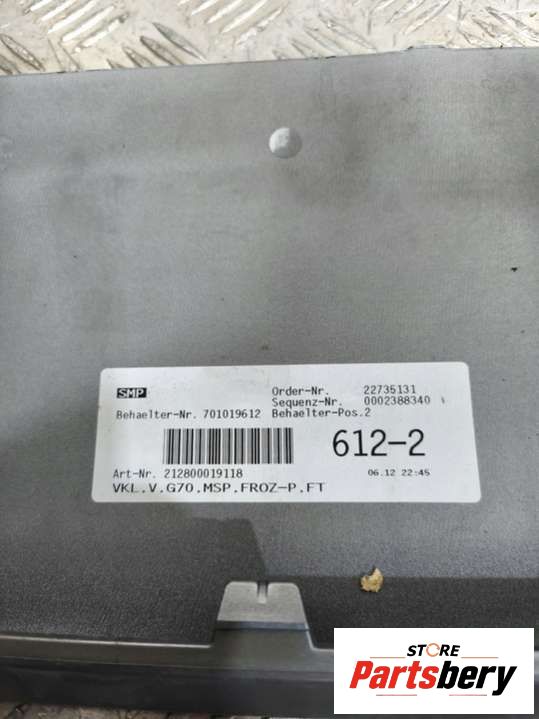 SMP
Order-Nr. 22735131
Sequenz-Nr. 0002388340
Behaelter-Nr. 701019612 Behaelter-Pos.2
612-2
Art-Nr. 212800019118
06.12 22:45
VKL.V.G70.MSP.FROZ-P.FT
STORE
Partsbery